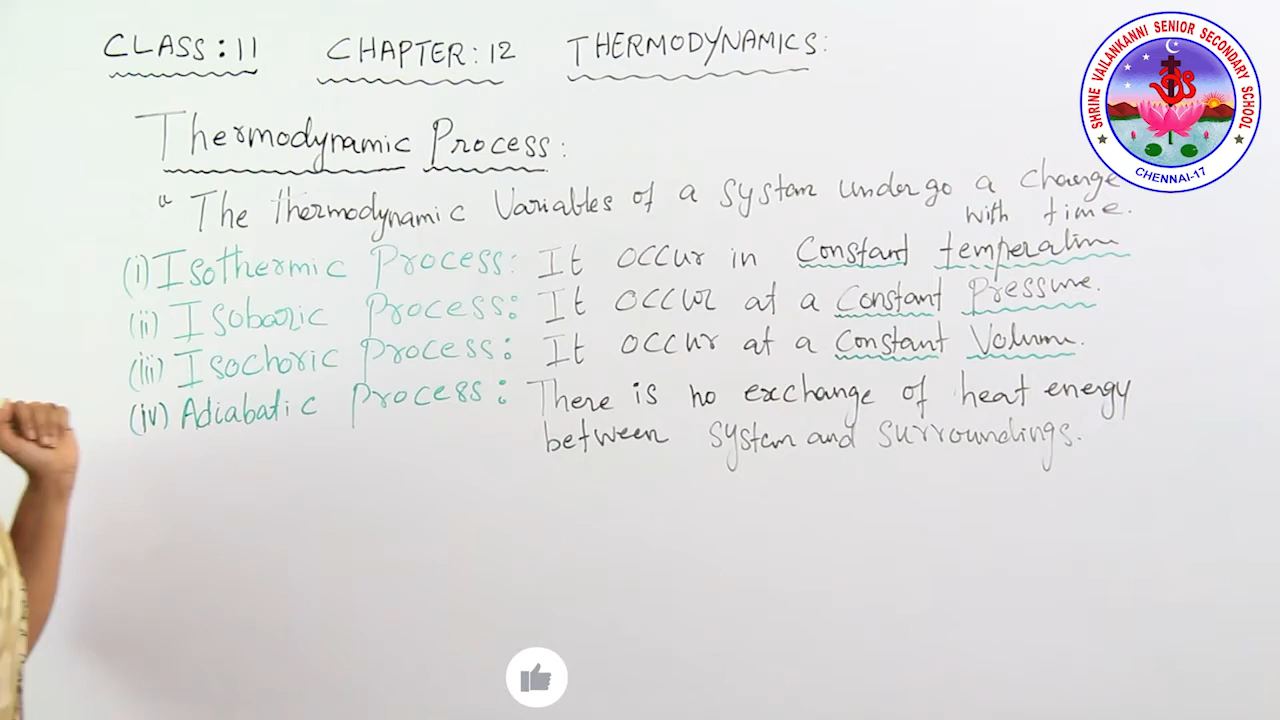 CLASS: 11 CHAPTER: 12 THERMODYNAMICS:
Thermodynamic Process:
" The thermodynamic Variables of a system undergo a change
with time.
(i) Isothermic Process: It occur in Constant temperature
(ii) Isobaric Process: It occur at a Constant Pressure.
(iii) Isochoric Process: It occur at a Constant Volume.
(iv) Adiabatic Process: There is no exchange of heat energy
between system and surroundings.
SHRINE VAILANKANNI SENIOR SECONDARY SCHOOL
CHENNAI-17